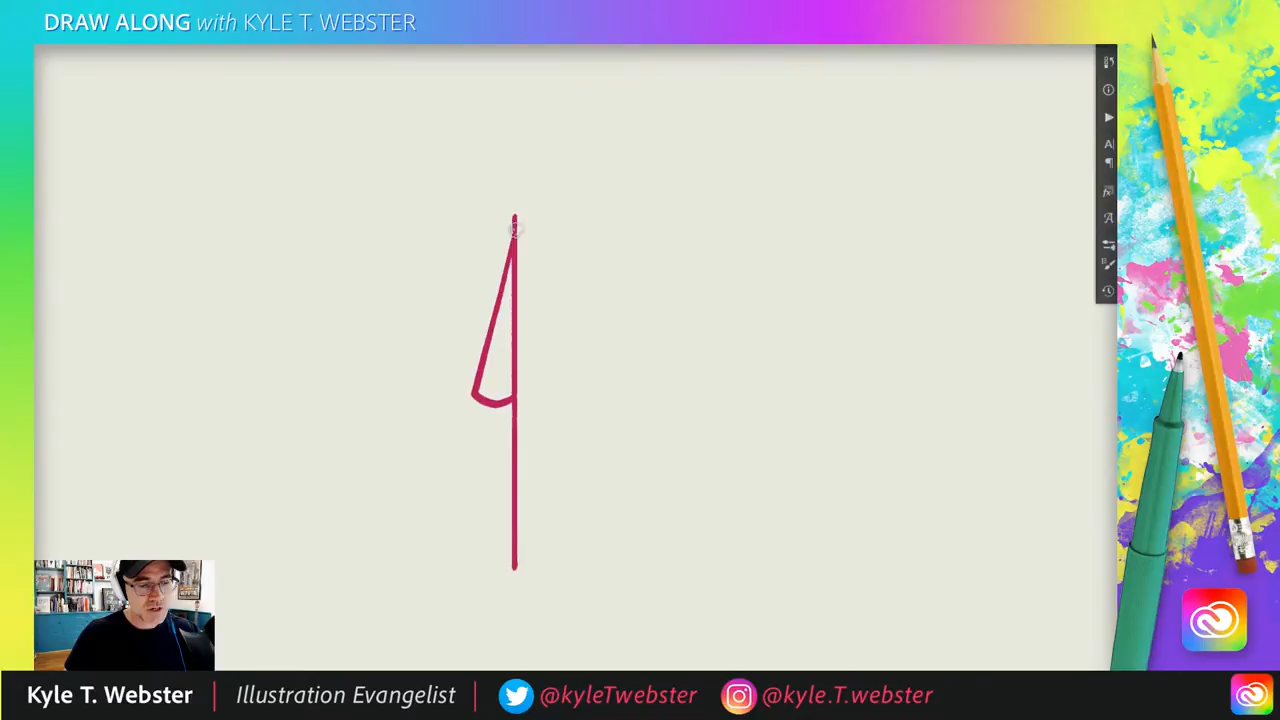 DRAW ALONG with KYLE T. WEBSTER
Kyle T. Webster | Illustration Evangelist | @kyleTwebster @kyle.T.webster